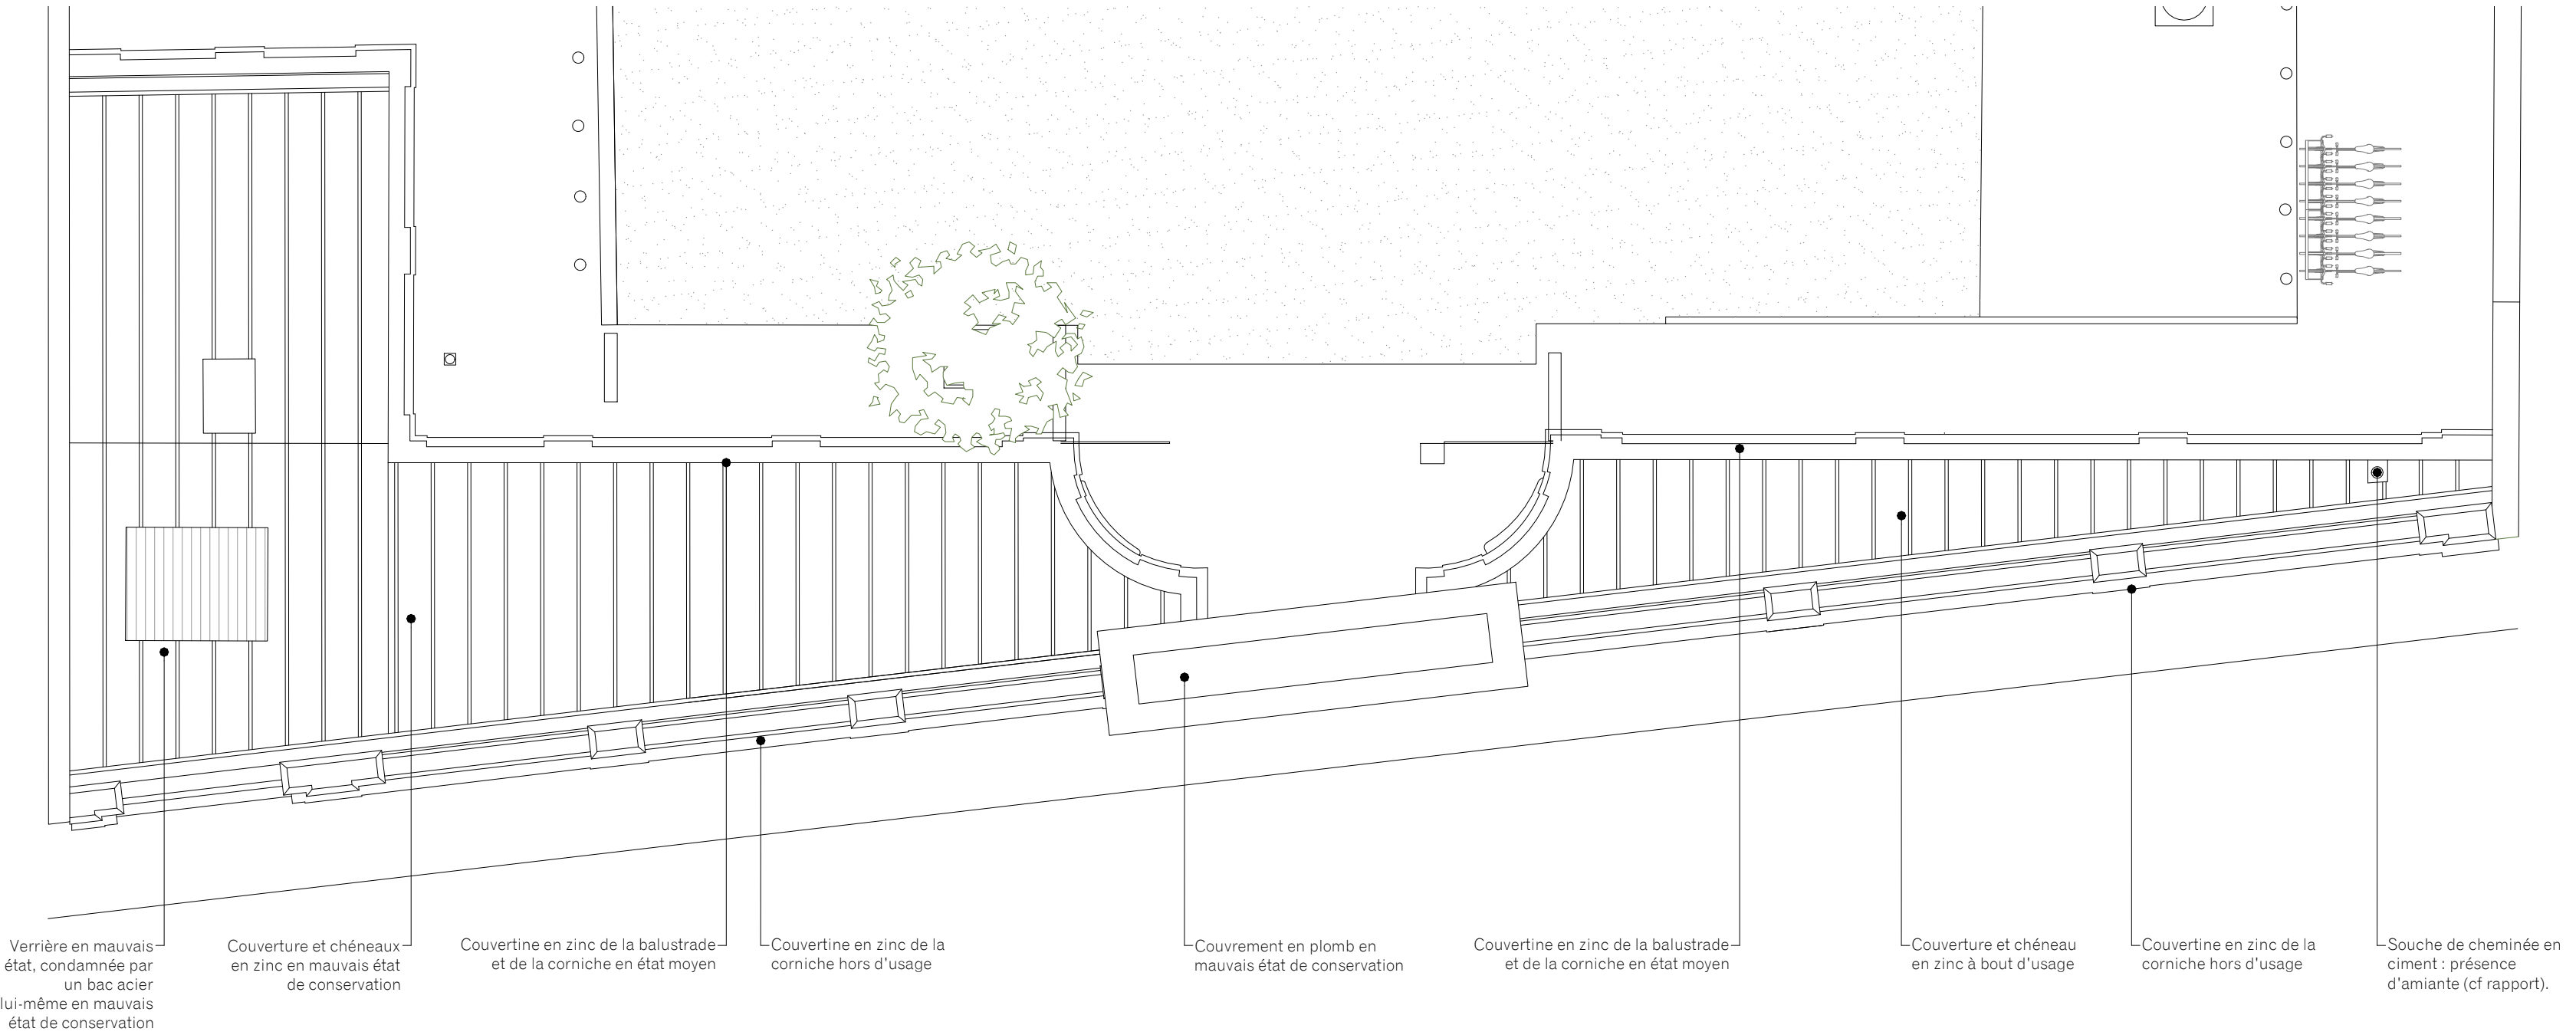 Verrière en mauvais
état, condamnée par
un bac acier
lui-même en mauvais
état de conservation
Couverture et chéneaux
en zinc en mauvais état
de conservation
Couvertine en zinc de la balustrade
et de la corniche en état moyen
Couvertine en zinc de la
corniche hors d'usage
Couvrement en plomb en
mauvais état de conservation
Couvertine en zinc de la balustrade
et de la corniche en état moyen
Couverture et chéneau
en zinc à bout d'usage
Couvertine en zinc de la
corniche hors d'usage
Souche de cheminée en
ciment : présence
d'amiante (cf rapport).